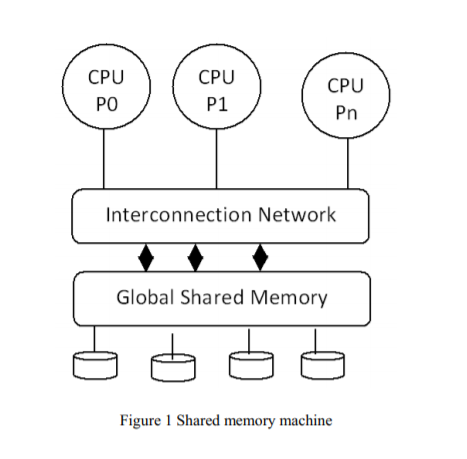 CPU
P0
CPU
P1
CPU
Pn
Interconnection Network
Global Shared Memory
Figure 1 Shared memory machine